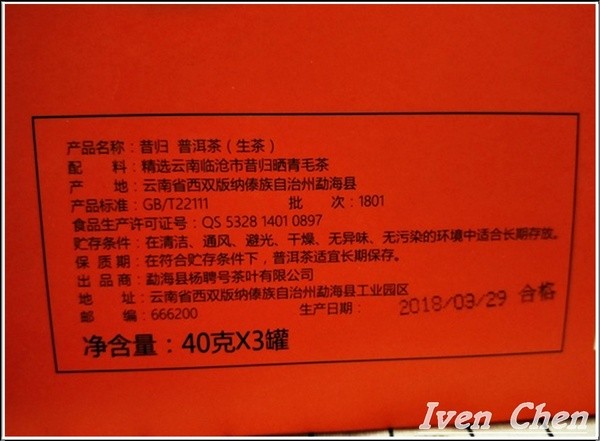 产品名称：昔归 普洱茶（生茶）
配 料：精选云南临沧市昔归晒青毛茶
产 地：云南省西双版纳傣族自治州勐海县
产品标准：GB/T22111 批 次：1801
食品生产许可证号：QS 5328 1401 0897
贮存条件：在清洁、通风、避光、干燥、无异味、无污染的环境中适合长期存放。
保 质 期：在符合贮存条件下，普洱茶适宜长期保存。
出 品 商：勐海县杨聘号茶叶有限公司
地 址：云南省西双版纳傣族自治州勐海县工业园区
邮 编：666200 生产日期：2018/03/29 合格
净含量：40克X3罐
Iven Chen